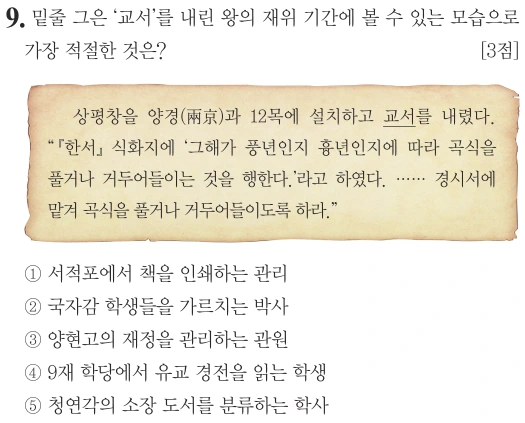 9. 밑줄 그은 '교서'를 내린 왕의 재위 기간에 볼 수 있는 모습으로
가장 적절한 것은? [3점]
상평창을 양경(兩京)과 12목에 설치하고 교서를 내렸다.
"『한서』 식화지에 '그해가 풍년인지 흉년인지에 따라 곡식을
풀거나 거두어들이는 것을 행한다.'라고 하였다. …… 경시서에
맡겨 곡식을 풀거나 거두어들이도록 하라."
① 서적포에서 책을 인쇄하는 관리
② 국자감 학생들을 가르치는 박사
③ 양현고의 재정을 관리하는 관원
④ 9재 학당에서 유교 경전을 읽는 학생
⑤ 청연각의 소장 도서를 분류하는 학사